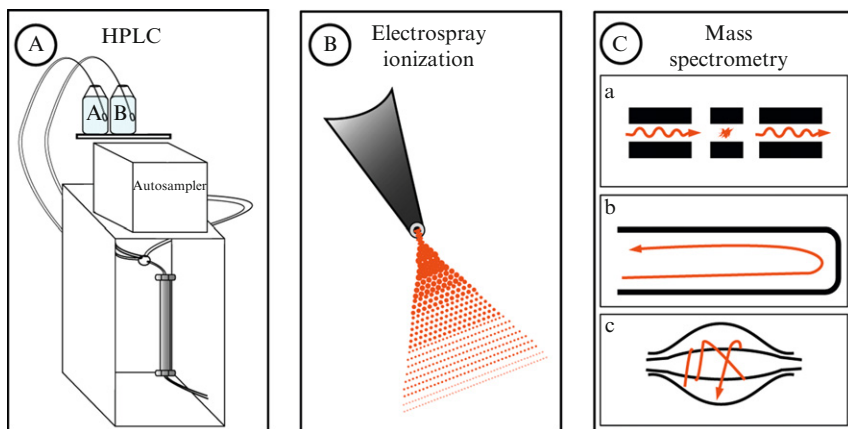 A
HPLC
A B
Autosampler
B
Electrospray
ionization
C
Mass
spectrometry
a
b
c